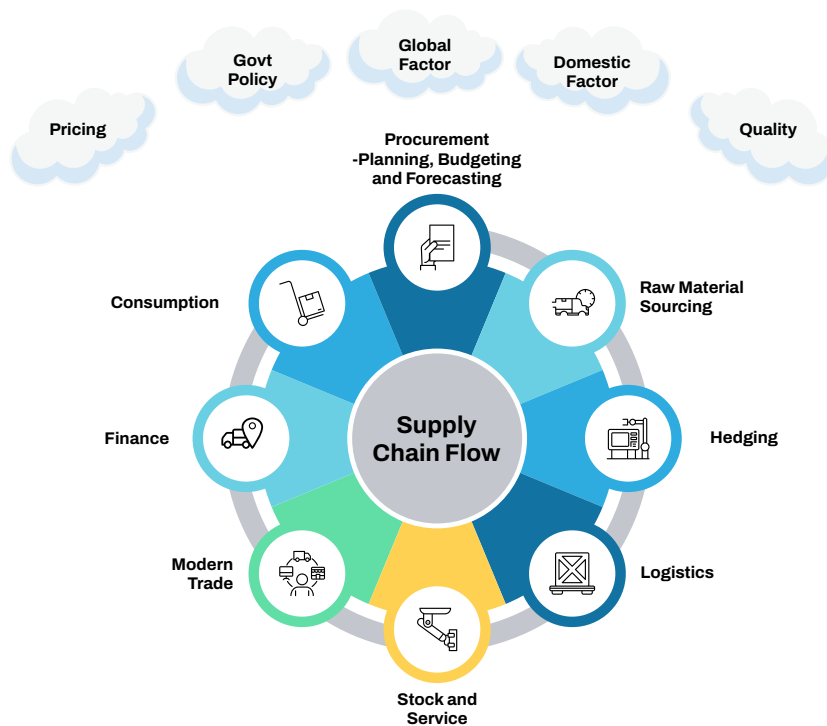 Pricing
Govt
Policy
Global
Factor
Domestic
Factor
Quality
Procurement
-Planning, Budgeting
and Forecasting
Raw Material
Sourcing
Hedging
Logistics
Stock and
Service
Modern
Trade
Finance
Consumption
Supply
Chain Flow